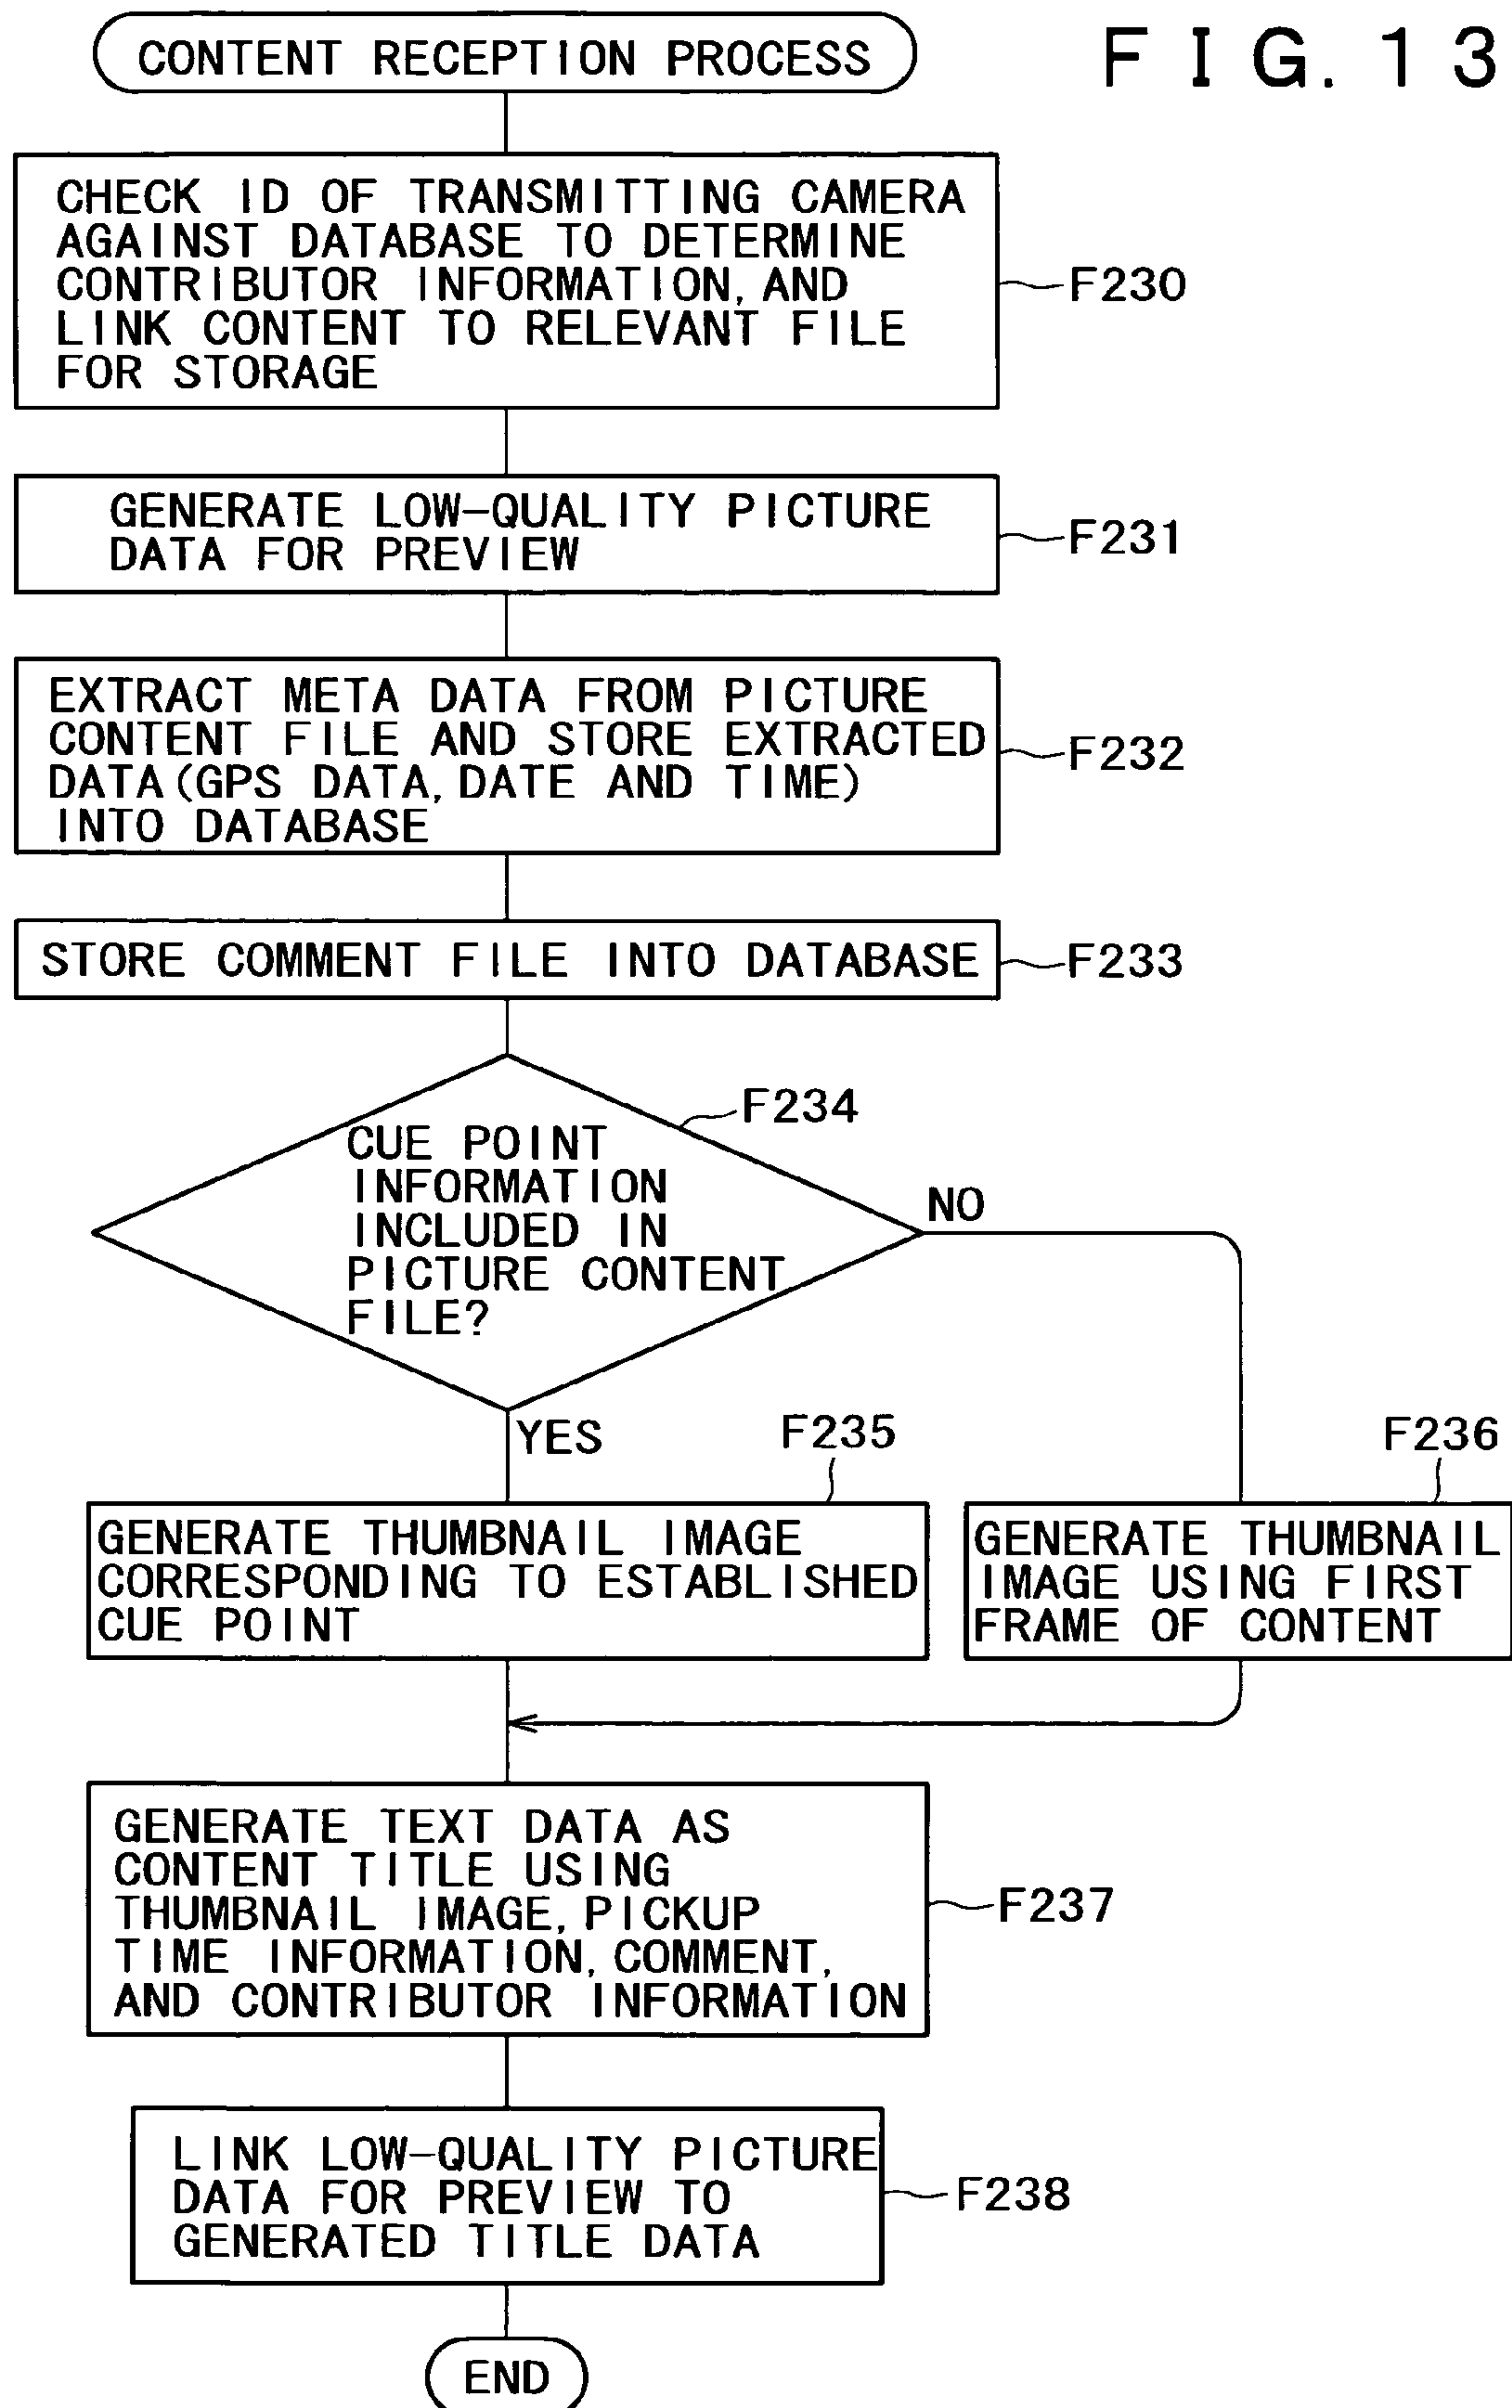 CONTENT RECEPTION PROCESS
FIG. 13
CHECK ID OF TRANSMITTING CAMERA
AGAINST DATABASE TO DETERMINE
CONTRIBUTOR INFORMATION, AND
LINK CONTENT TO RELEVANT FILE
FOR STORAGE
F230
GENERATE LOW-QUALITY PICTURE
DATA FOR PREVIEW
F231
EXTRACT META DATA FROM PICTURE
CONTENT FILE AND STORE EXTRACTED
DATA(GPS DATA, DATE AND TIME)
INTO DATABASE
F232
STORE COMMENT FILE INTO DATABASE
F233
F234
CUE POINT
INFORMATION
INCLUDED IN
PICTURE CONTENT
FILE?
NO
YES
F235
GENERATE THUMBNAIL IMAGE
CORRESPONDING TO ESTABLISHED
CUE POINT
F236
GENERATE THUMBNAIL
IMAGE USING FIRST
FRAME OF CONTENT
GENERATE TEXT DATA AS
CONTENT TITLE USING
THUMBNAIL IMAGE, PICKUP
TIME INFORMATION, COMMENT,
AND CONTRIBUTOR INFORMATION
F237
LINK LOW-QUALITY PICTURE
DATA FOR PREVIEW TO
GENERATED TITLE DATA
F238
END